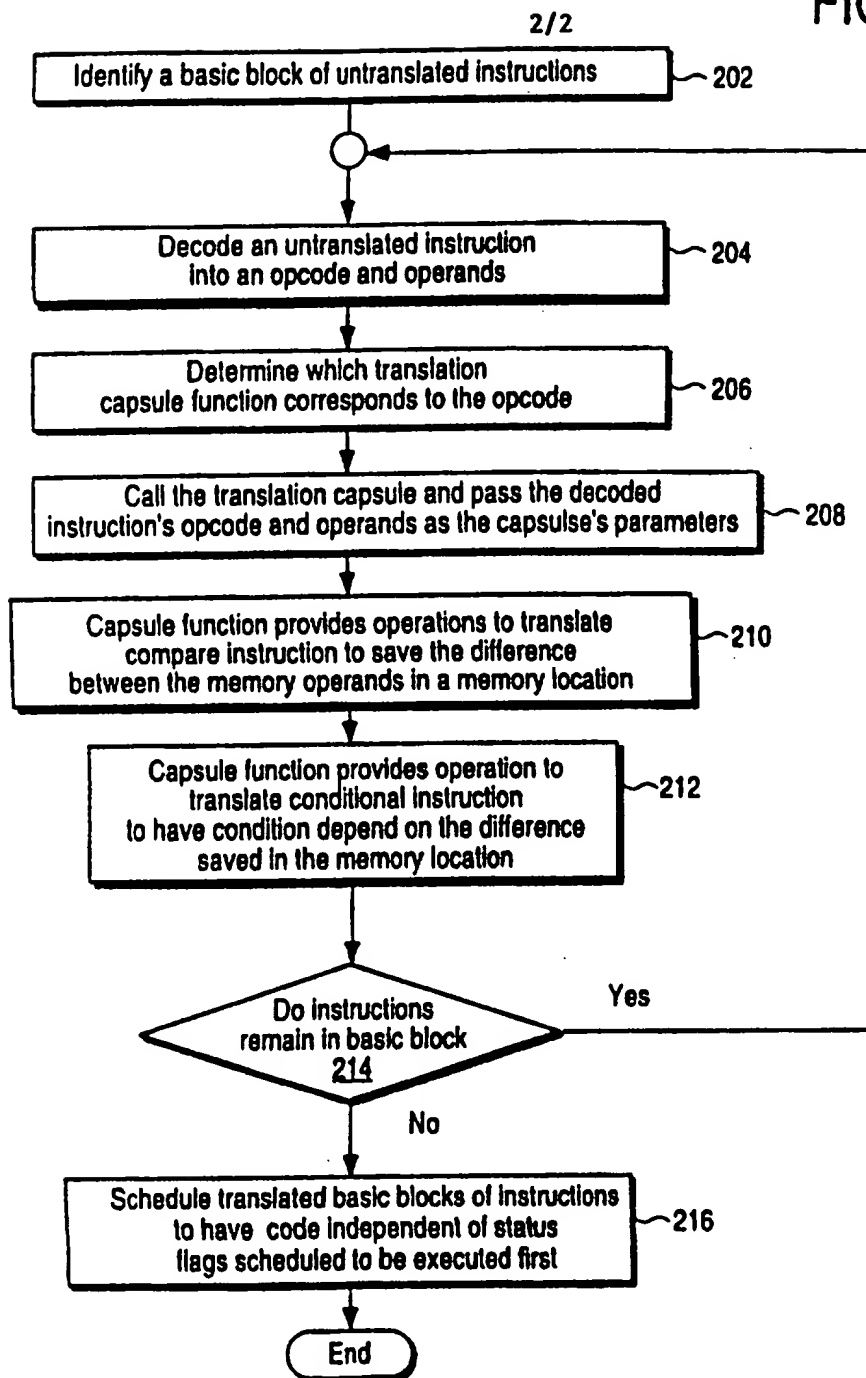 2/2
Identify a basic block of untranslated instructions
202
Decode an untranslated instruction
into an opcode and operands
204
Determine which translation
capsule function corresponds to the opcode
206
Call the translation capsule and pass the decoded
instruction's opcode and operands as the capsulse's parameters
208
Capsule function provides operations to translate
compare instruction to save the difference
between the memory operands in a memory location
210
Capsule function provides operation to
translate conditional instruction
to have condition depend on the difference
saved in the memory location
212
Do instructions
remain in basic block
214
Yes
No
Schedule translated basic blocks of instructions
to have code independent of status
flags scheduled to be executed first
216
End